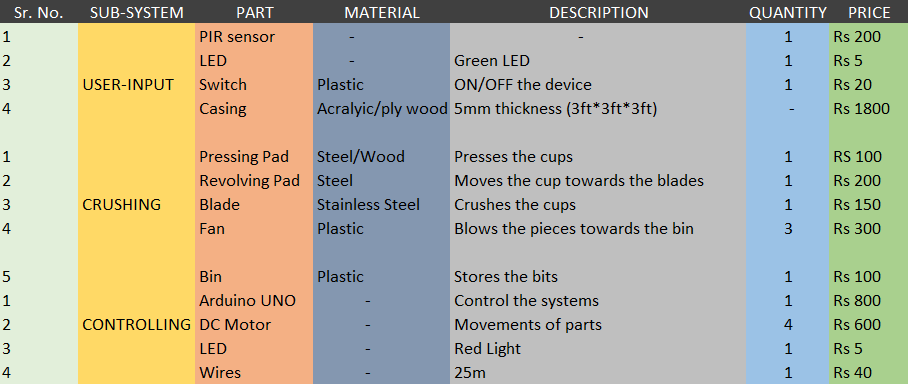 Sr. No. SUB-SYSTEM PART MATERIAL DESCRIPTION QUANTITY PRICE
1 PIR sensor - - 1 Rs 200
2 LED - Green LED 1 Rs 5
3 USER-INPUT Switch Plastic ON/OFF the device 1 Rs 20
4 Casing Acralyic/ply wood 5mm thickness (3ft*3ft*3ft) - Rs 1800
1 Pressing Pad Steel/Wood Presses the cups 1 RS 100
2 Revolving Pad Steel Moves the cup towards the blades 1 Rs 200
3 CRUSHING Blade Stainless Steel Crushes the cups 1 Rs 150
4 Fan Plastic Blows the pieces towards the bin 3 Rs 300
5 Bin Plastic Stores the bits 1 Rs 100
1 Arduino UNO - Control the systems 1 Rs 800
2 CONTROLLING DC Motor - Movements of parts 4 Rs 600
3 LED - Red Light 1 Rs 5
4 Wires - 25m 1 Rs 40